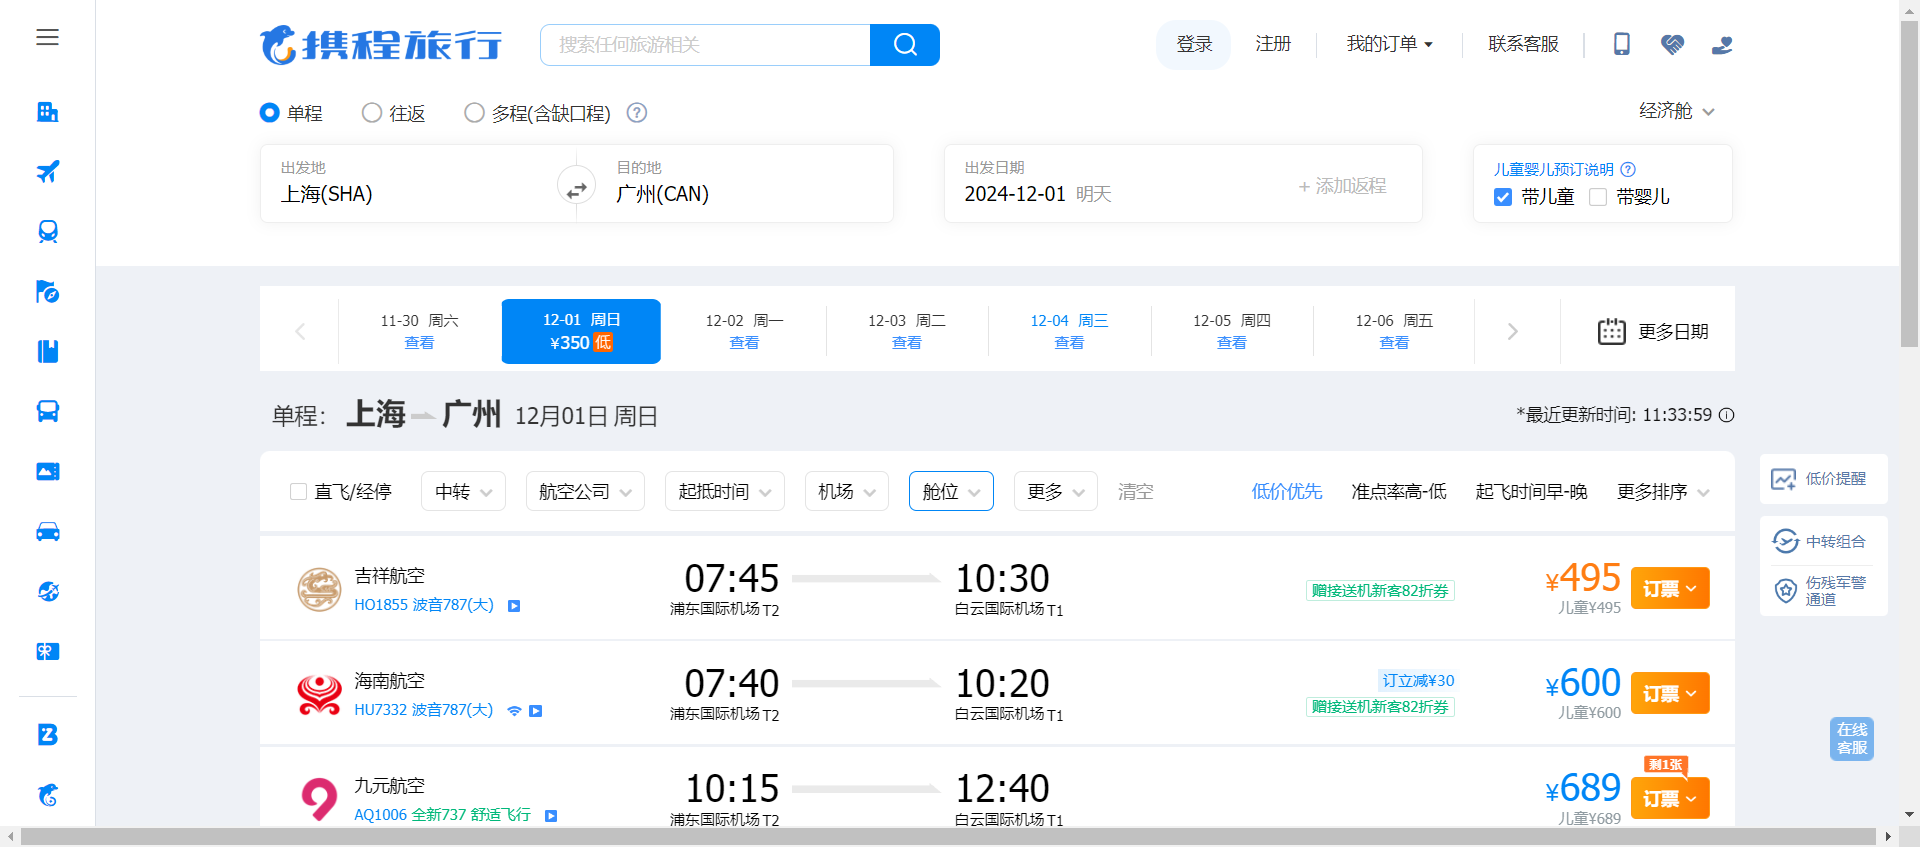 携程旅行
搜索任何旅游相关
登录
注册
我的订单
联系客服
单程
往返
多程(含缺口程)
经济舱
出发地
上海(SHA)
目的地
广州(CAN)
出发日期
2024-12-01 明天
+ 添加返程
儿童婴儿预订说明
带儿童
带婴儿
11-30 周六
查看
12-01 周日
¥350 低
12-02 周一
查看
12-03 周二
查看
12-04 周三
查看
12-05 周四
查看
12-06 周五
查看
更多日期
单程: 上海 广州 12月01日 周日
*最近更新时间: 11:33:59
直飞/经停
中转
航空公司
起抵时间
机场
舱位
更多
清空
低价优先
准点率高-低
起飞时间早-晚
更多排序
低价提醒
中转组合
伤残军警
通道
吉祥航空
HO1855 波音787(大)
07:45
浦东国际机场 T2
10:30
白云国际机场 T1
赠接送机新客82折券
¥495
儿童¥495
订票
海南航空
HU7332 波音787(大)
07:40
浦东国际机场 T2
10:20
白云国际机场 T1
订立减¥30
赠接送机新客82折券
¥600
儿童¥600
订票
在线
客服
九元航空
AQ1006 全新737 舒适飞行
10:15
浦东国际机场 T2
12:40
白云国际机场 T1
¥689
儿童¥689
剩1张
订票